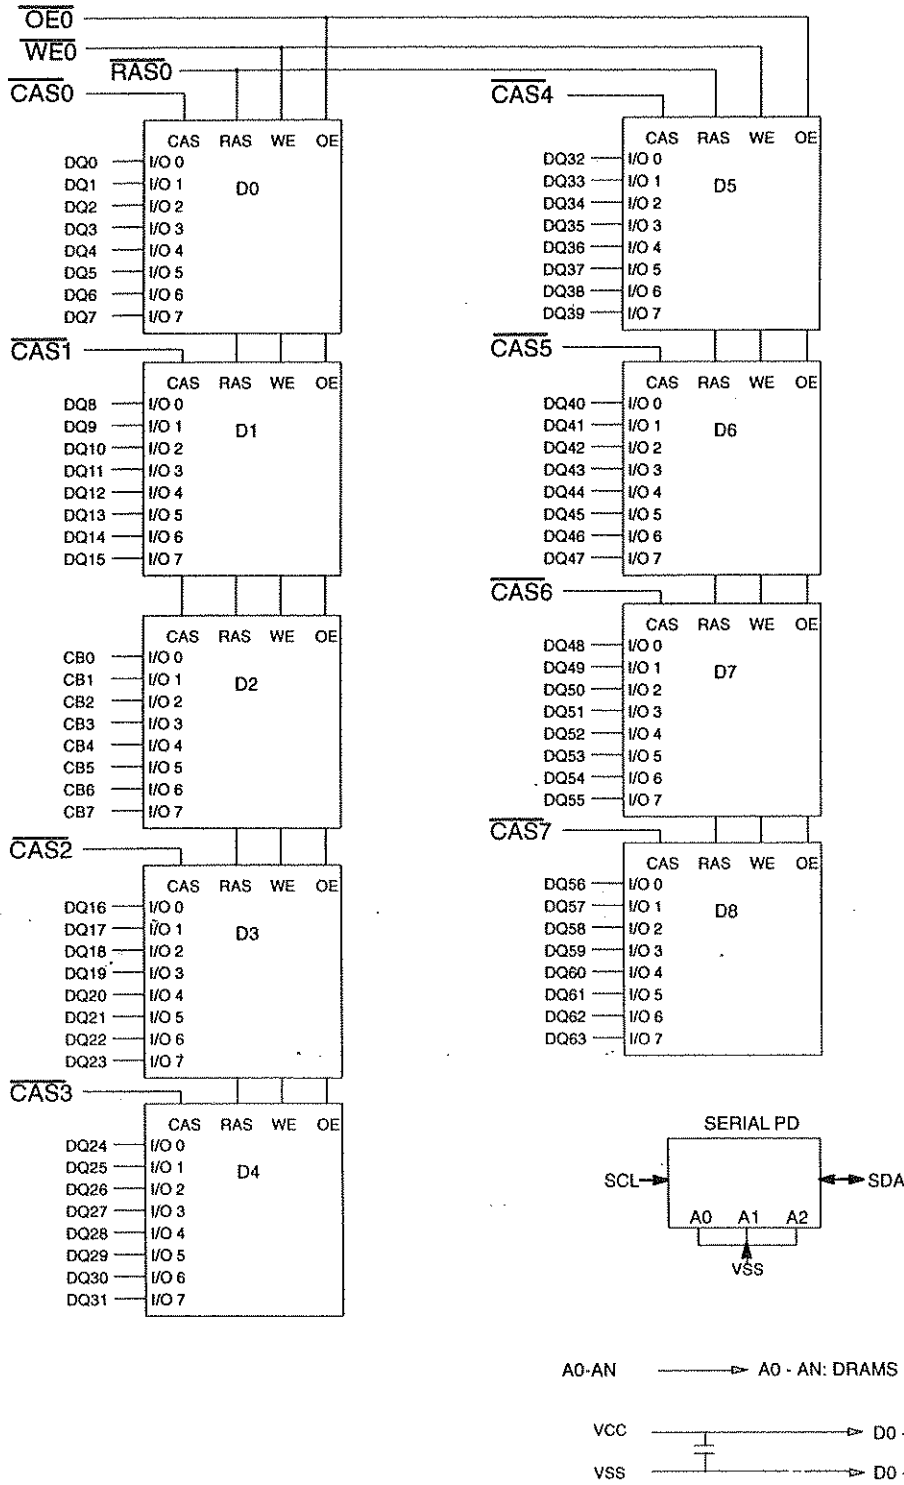 OE0
WE0
RAS0
CAS0
CAS RAS WE OE
D0
DQ0 I/O 0
DQ1 I/O 1
DQ2 I/O 2
DQ3 I/O 3
DQ4 I/O 4
DQ5 I/O 5
DQ6 I/O 6
DQ7 I/O 7
CAS1
CAS RAS WE OE
D1
DQ8 I/O 0
DQ9 I/O 1
DQ10 I/O 2
DQ11 I/O 3
DQ12 I/O 4
DQ13 I/O 5
DQ14 I/O 6
DQ15 I/O 7
CAS RAS WE OE
D2
CB0 I/O 0
CB1 I/O 1
CB2 I/O 2
CB3 I/O 3
CB4 I/O 4
CB5 I/O 5
CB6 I/O 6
CB7 I/O 7
CAS2
CAS RAS WE OE
D3
DQ16 I/O 0
DQ17 I/O 1
DQ18 I/O 2
DQ19 I/O 3
DQ20 I/O 4
DQ21 I/O 5
DQ22 I/O 6
DQ23 I/O 7
CAS3
CAS RAS WE OE
D4
DQ24 I/O 0
DQ25 I/O 1
DQ26 I/O 2
DQ27 I/O 3
DQ28 I/O 4
DQ29 I/O 5
DQ30 I/O 6
DQ31 I/O 7
CAS4
CAS RAS WE OE
D5
DQ32 I/O 0
DQ33 I/O 1
DQ34 I/O 2
DQ35 I/O 3
DQ36 I/O 4
DQ37 I/O 5
DQ38 I/O 6
DQ39 I/O 7
CAS5
CAS RAS WE OE
D6
DQ40 I/O 0
DQ41 I/O 1
DQ42 I/O 2
DQ43 I/O 3
DQ44 I/O 4
DQ45 I/O 5
DQ46 I/O 6
DQ47 I/O 7
CAS6
CAS RAS WE OE
D7
DQ48 I/O 0
DQ49 I/O 1
DQ50 I/O 2
DQ51 I/O 3
DQ52 I/O 4
DQ53 I/O 5
DQ54 I/O 6
DQ55 I/O 7
CAS7
CAS RAS WE OE
D8
DQ56 I/O 0
DQ57 I/O 1
DQ58 I/O 2
DQ59 I/O 3
DQ60 I/O 4
DQ61 I/O 5
DQ62 I/O 6
DQ63 I/O 7
SERIAL PD
SCL SDA
A0 A1 A2
VSS
A0-AN A0 - AN: DRAMS
VCC D0 -
VSS D0 -